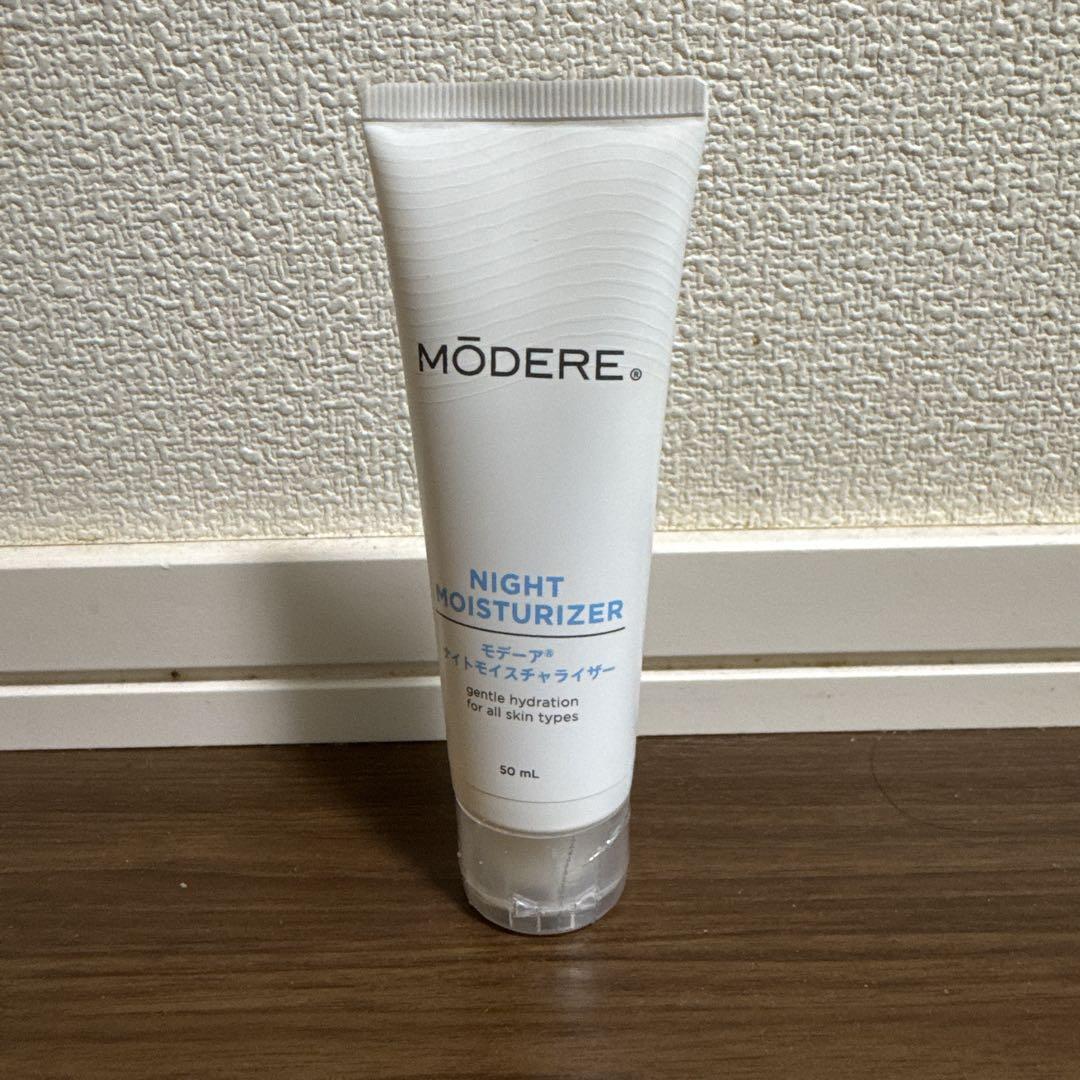 MŌDERE®
NIGHT
MOISTURIZER
モデーア®
ナイトモイスチャライザー
gentle hydration
for all skin types
50 mL